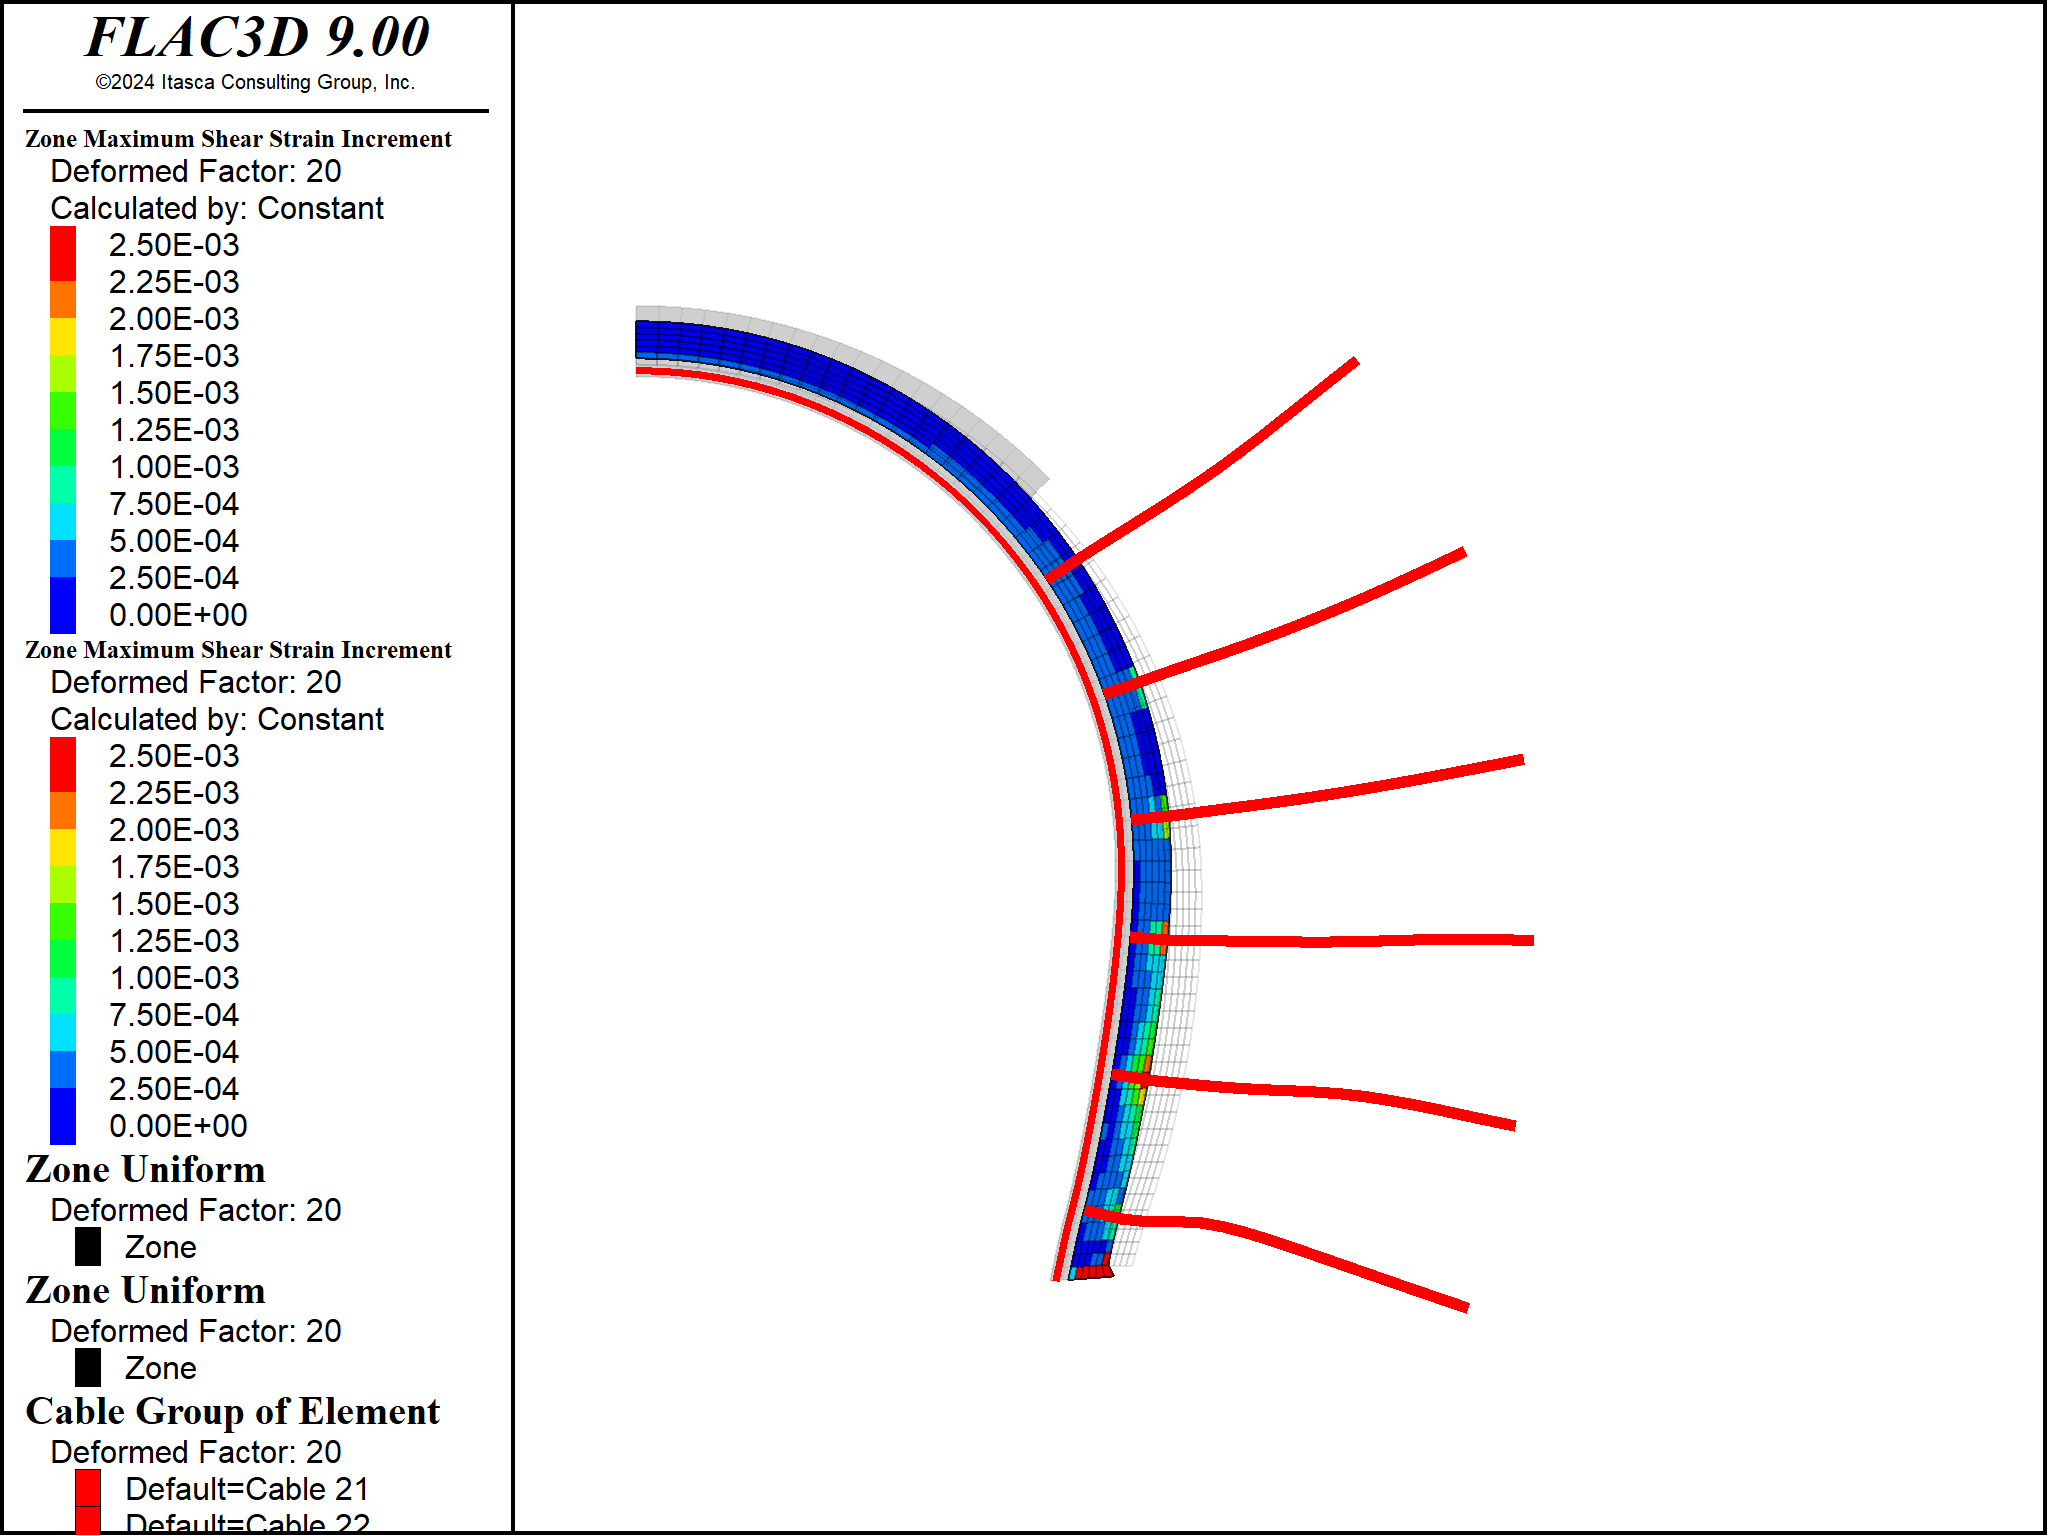 FLAC3D 9.00
©2024 Itasca Consulting Group, Inc.
Zone Maximum Shear Strain Increment
Deformed Factor: 20
Calculated by: Constant
2.50E-03
2.25E-03
2.00E-03
1.75E-03
1.50E-03
1.25E-03
1.00E-03
7.50E-04
5.00E-04
2.50E-04
0.00E+00
Zone Maximum Shear Strain Increment
Deformed Factor: 20
Calculated by: Constant
2.50E-03
2.25E-03
2.00E-03
1.75E-03
1.50E-03
1.25E-03
1.00E-03
7.50E-04
5.00E-04
2.50E-04
0.00E+00
Zone Uniform
Deformed Factor: 20
Zone
Zone Uniform
Deformed Factor: 20
Zone
Cable Group of Element
Deformed Factor: 20
Default=Cable 21
Default=Cable 22